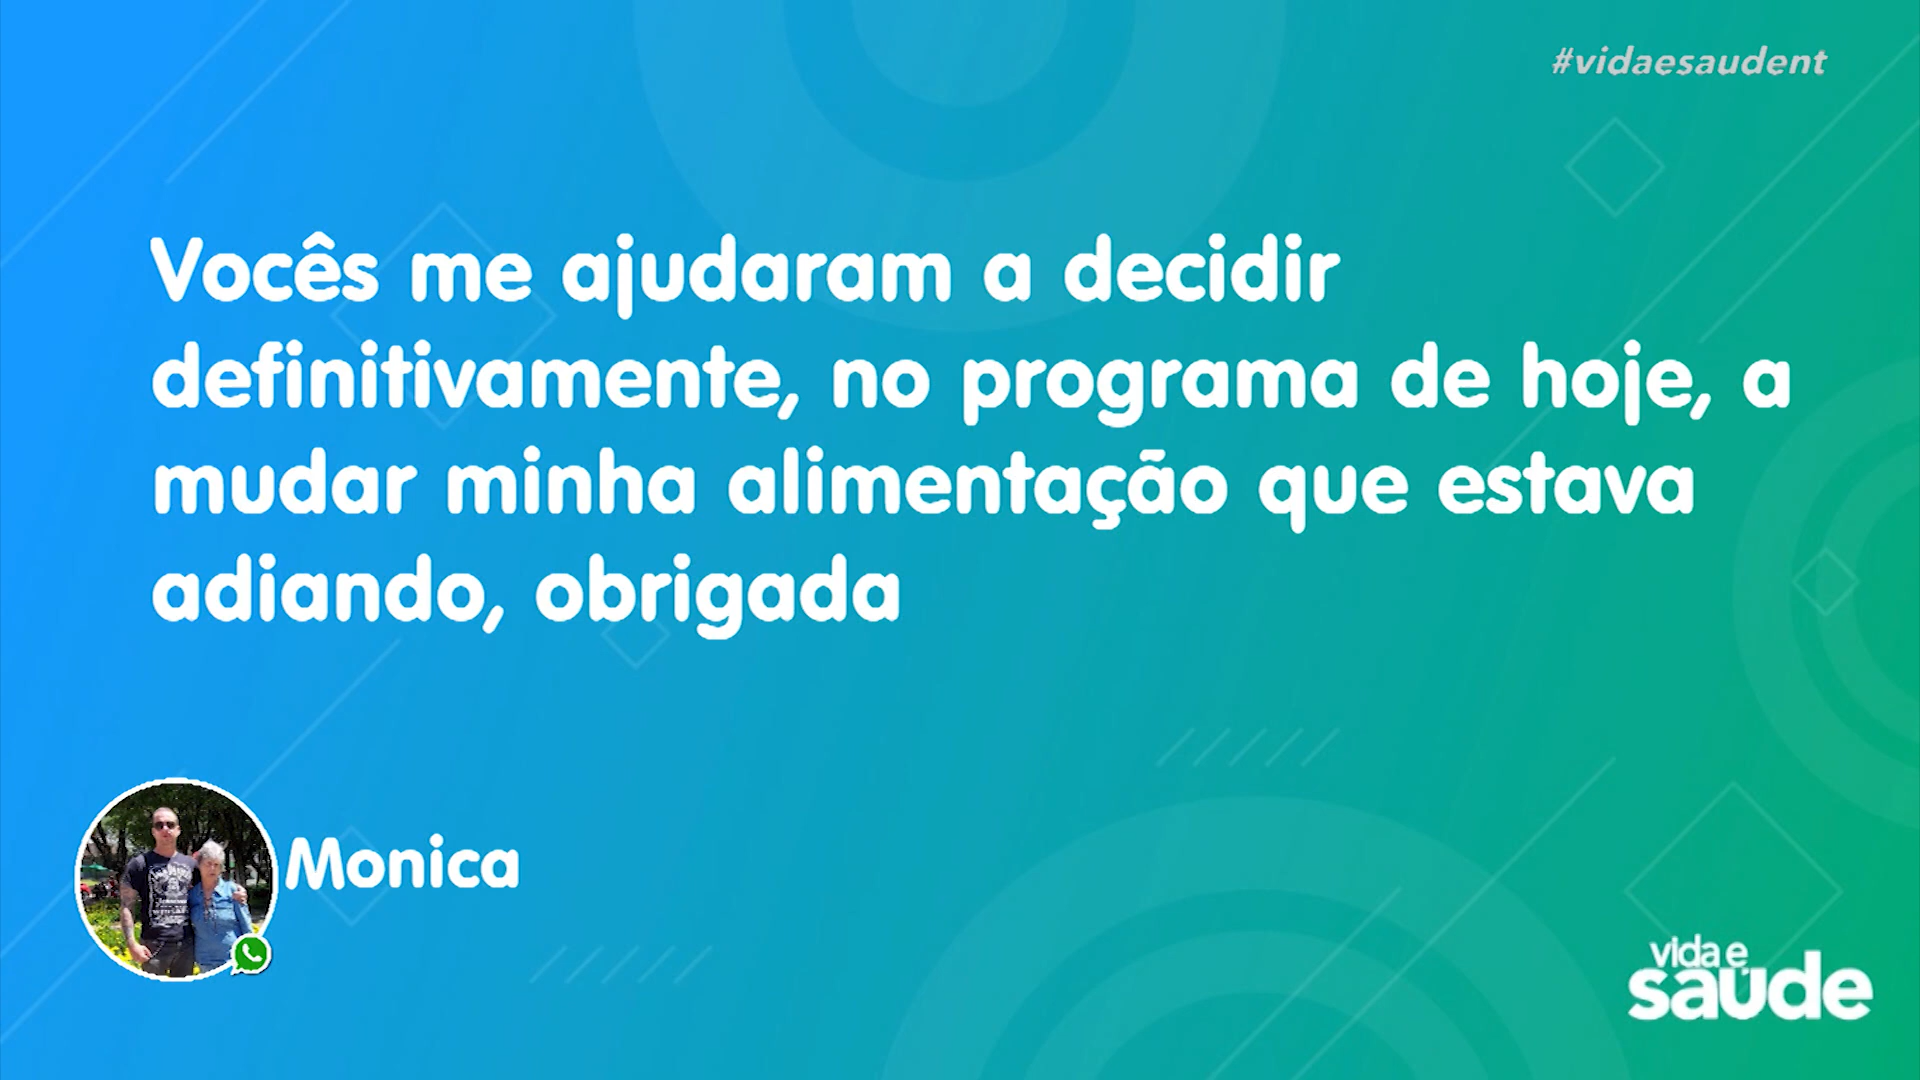 #vidaesaudent
Vocês me ajudaram a decidir
definitivamente, no programa de hoje, a
mudar minha alimentação que estava
adiando, obrigada
Monica
vida e
saúde